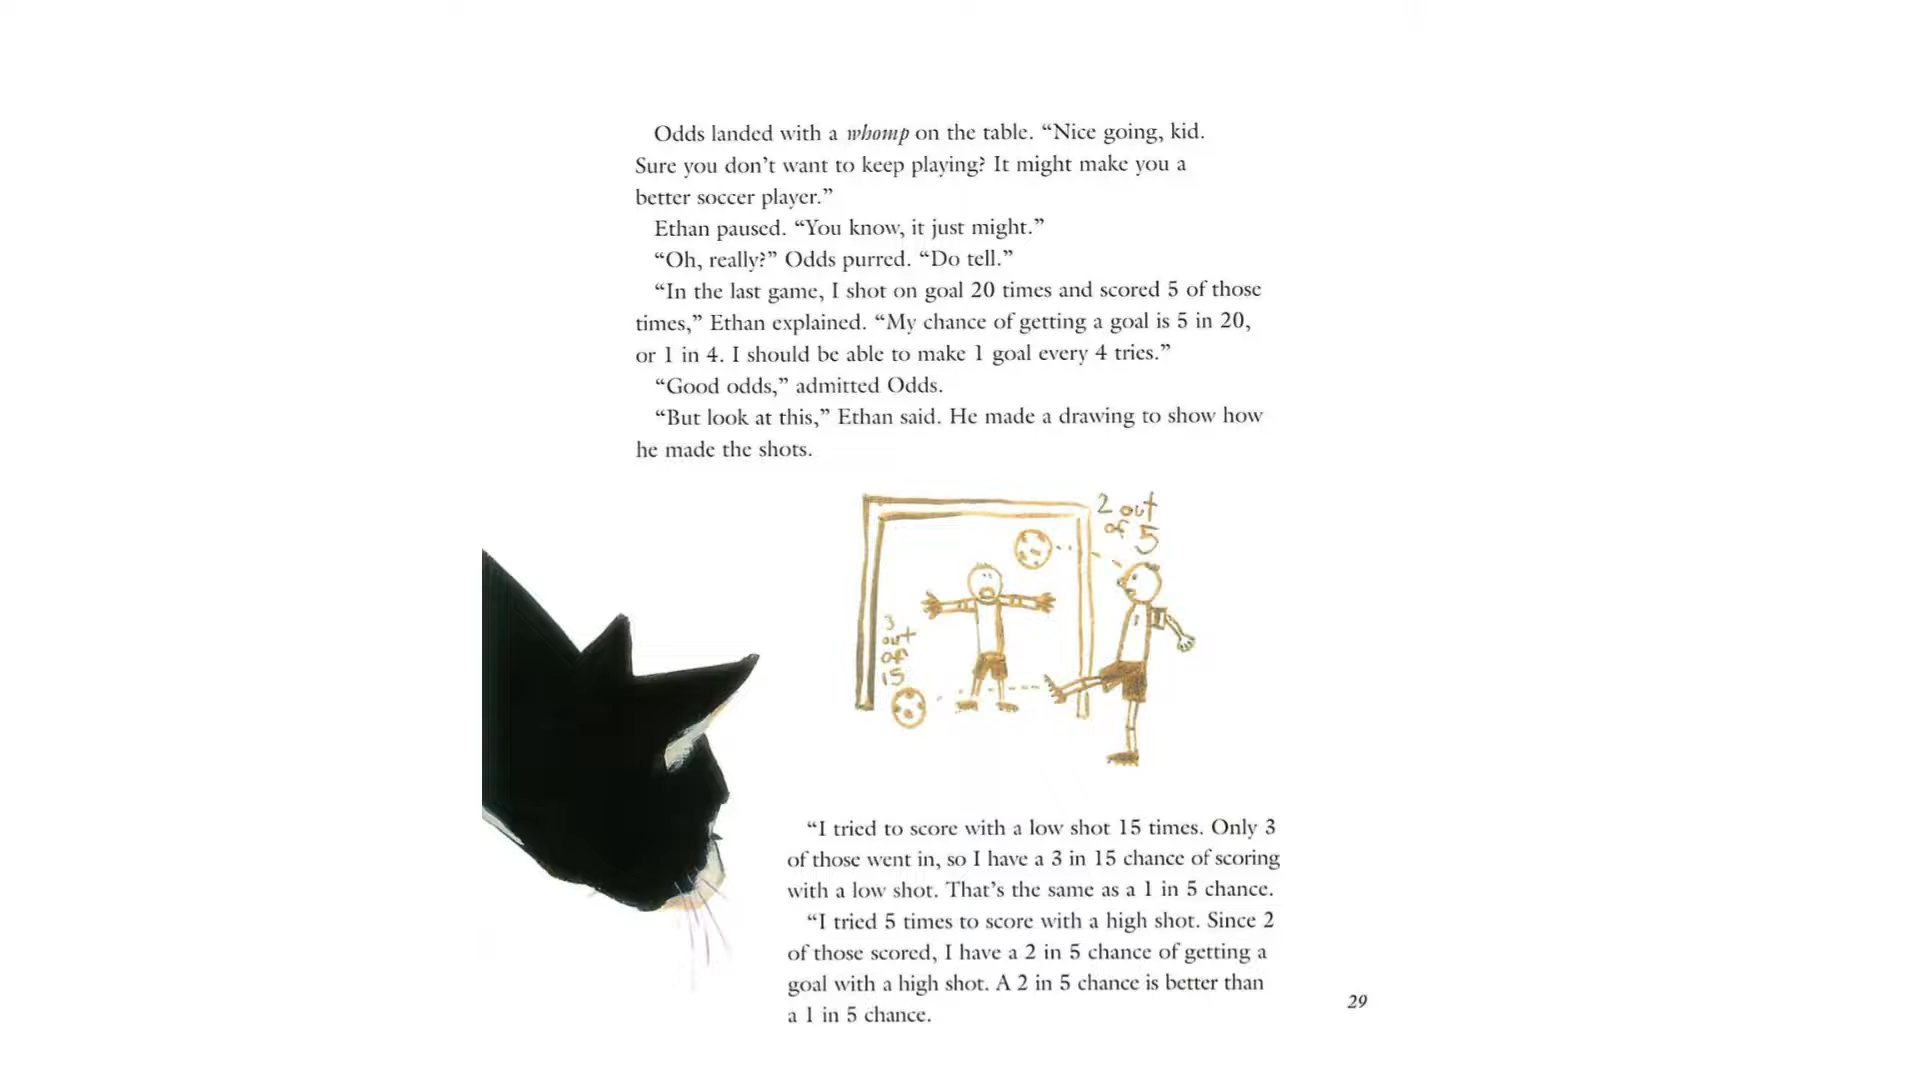 Odds landed with a whomp on the table. “Nice going, kid.
Sure you don’t want to keep playing? It might make you a
better soccer player.”
Ethan paused. “You know, it just might.”
“Oh, really?” Odds purred. “Do tell.”
“In the last game, I shot on goal 20 times and scored 5 of those
times,” Ethan explained. “My chance of getting a goal is 5 in 20,
or 1 in 4. I should be able to make 1 goal every 4 tries.”
“Good odds,” admitted Odds.
“But look at this,” Ethan said. He made a drawing to show how
he made the shots.
2 out
of 5
3
out
of
15
“I tried to score with a low shot 15 times. Only 3
of those went in, so I have a 3 in 15 chance of scoring
with a low shot. That’s the same as a 1 in 5 chance.
“I tried 5 times to score with a high shot. Since 2
of those scored, I have a 2 in 5 chance of getting a
goal with a high shot. A 2 in 5 chance is better than
a 1 in 5 chance.
29